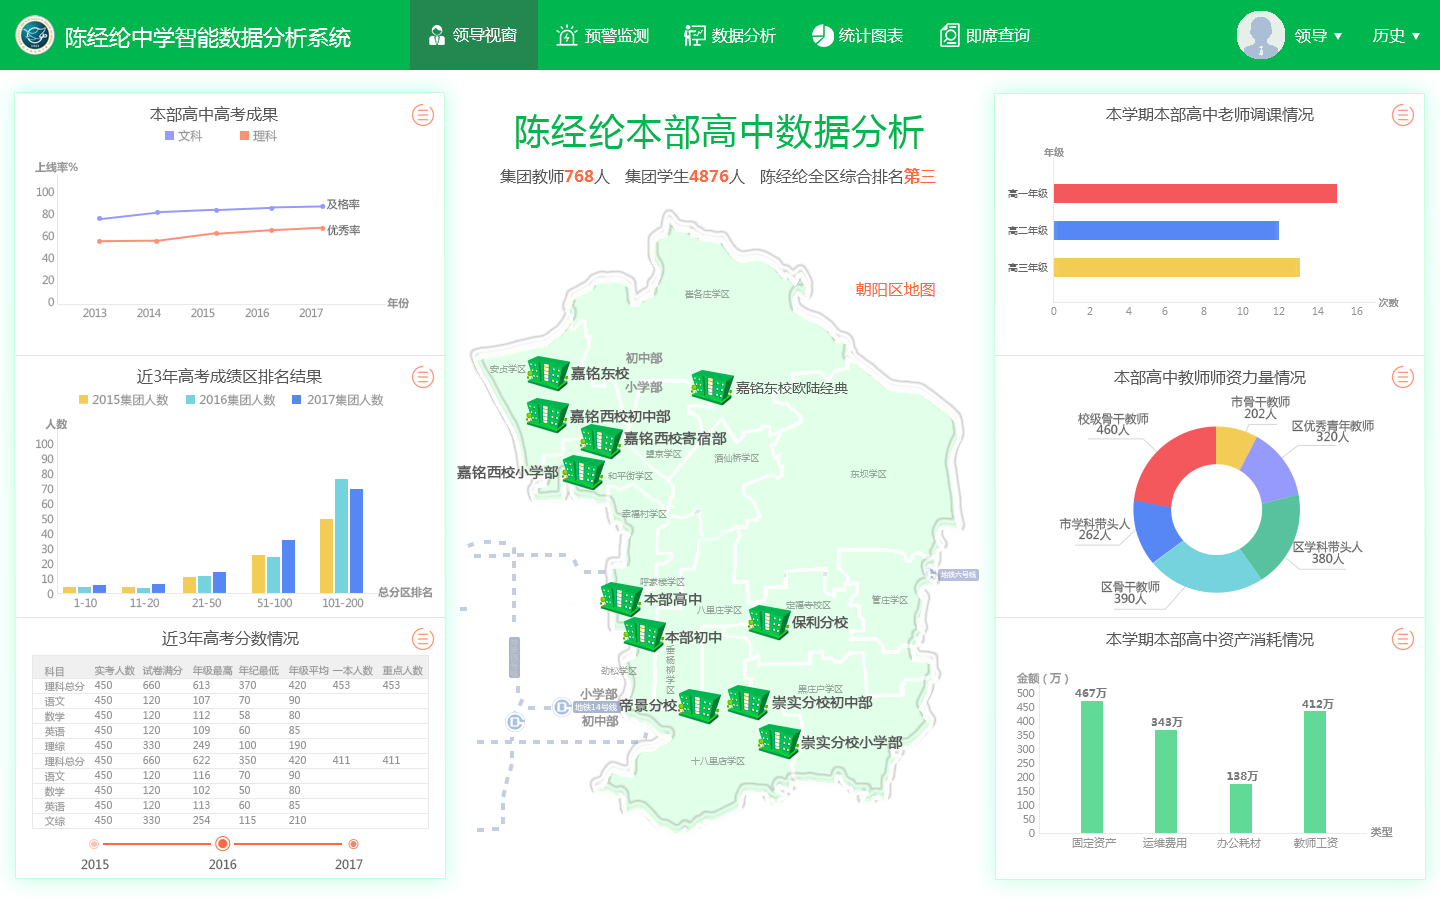 陈经纶中学智能数据分析系统
领导视窗
预警监测
数据分析
统计图表
即席查询
领导
历史
本部高中高考成果
文科
理科
上线率%
100
80
60
40
20
0
及格率
优秀率
2013
2014
2015
2016
2017
年份
近3年高考成绩区排名结果
2015集团人数
2016集团人数
2017集团人数
人数
100
90
80
70
60
50
40
30
20
10
0
1-10
11-20
21-50
51-100
101-200
总分区排名
近3年高考分数情况
科目 实考人数 试卷满分 年级最高 年纪最低 年级平均 一本人数 重点人数
理科总分 450 660 613 370 420 453 453
语文 450 120 107 70 90
数学 450 120 112 58 80
英语 450 120 109 60 85
理综 450 330 249 100 190
理科总分 450 660 622 350 420 411 411
语文 450 120 116 70 90
数学 450 120 102 50 80
英语 450 120 113 60 85
文综 450 330 254 115 210
2015
2016
2017
陈经纶本部高中数据分析
集团教师768人 集团学生4876人 陈经纶全区综合排名第三
朝阳区地图
崔各庄学区
初中部
安贞学区
嘉铭东校
小学部
嘉铭东校欧陆经典
嘉铭西校初中部
嘉铭西校寄宿部
望京学区
酒仙桥学区
嘉铭西校小学部
和平街学区
东坝学区
幸福村学区
地铁六号线
呼家楼学区
本部高中
八里庄学区
定福寺校区
管庄学区
保利分校
本部初中
垂杨柳学区
劲松学区
黑庄户学区
小学部
地铁14号线
帝景分校
崇实分校初中部
初中部
崇实分校小学部
十八里店学区
本学期本部高中老师调课情况
年级
高一年级
高二年级
高三年级
0
2
4
6
8
10
12
14
16
次数
本部高中教师师资力量情况
市骨干教师
202人
校级骨干教师
460人
区优秀青年教师
320人
市学科带头人
262人
区学科带头人
380人
区骨干教师
390人
本学期本部高中资产消耗情况
金额（万）
500
450
400
350
300
250
200
150
100
50
0
467万
343万
138万
412万
固定资产
运维费用
办公耗材
教师工资
类型